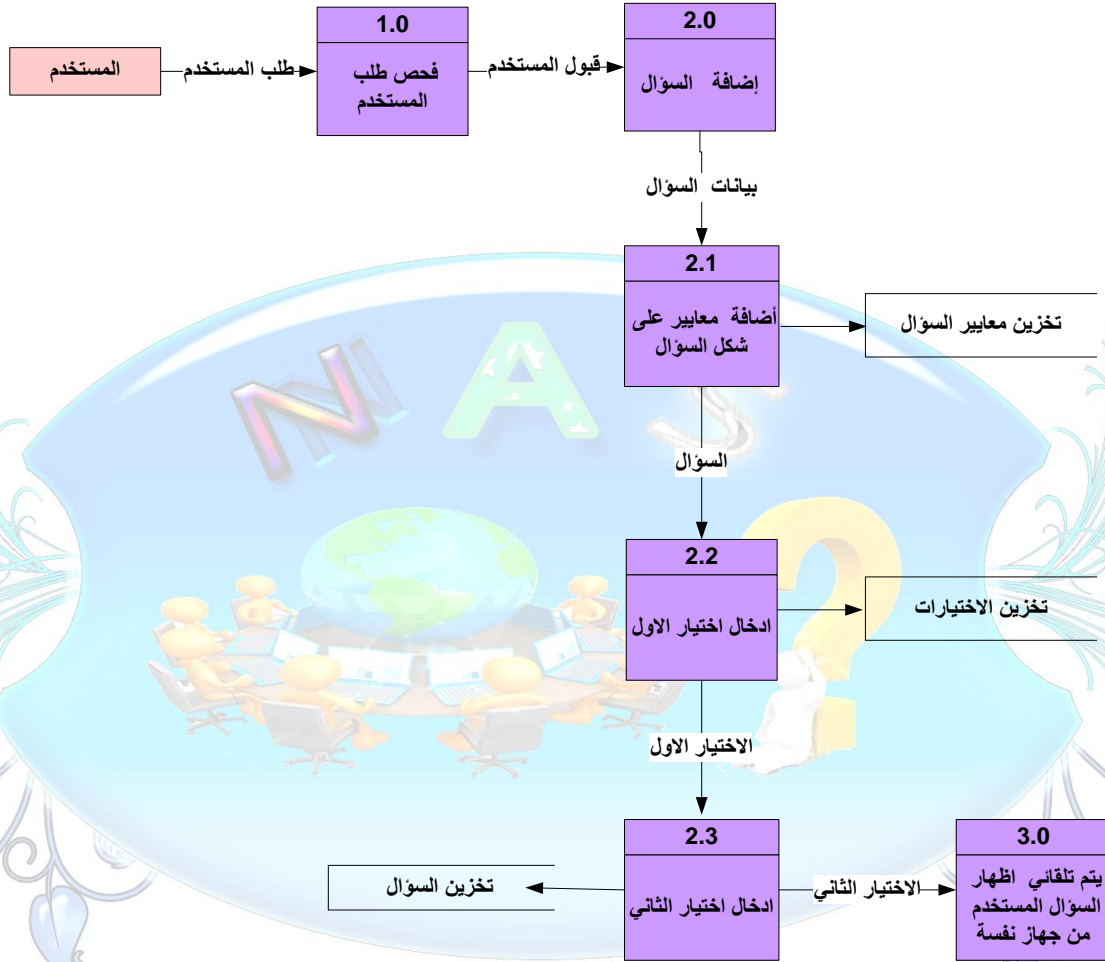 1.0
2.0
المستخدم
طلب المستخدم
فحص طلب
المستخدم
قبول المستخدم
إضافة السؤال
بيانات السؤال
2.1
أضافة معايير على
شكل السؤال
تخزين معايير السؤال
N A S
السؤال
2.2
ادخال اختيار الاول
تخزين الاختيارات
?
الاختيار الاول
2.3
3.0
تخزين السؤال
ادخال اختيار الثاني
الاختيار الثاني
يتم تلقائي اظهار
السؤال المستخدم
من جهاز نفسة